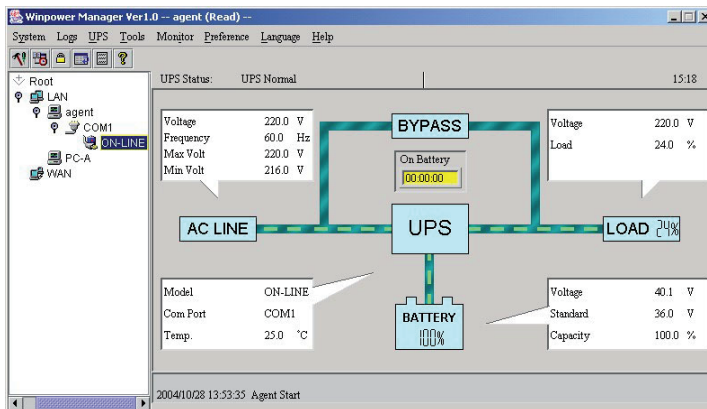 Winpower Manager Ver1.0 -- agent (Read) --
System Logs UPS Tools Monitor Preference Language Help
Root
LAN
agent
COM1
ON-LINE
PC-A
WAN
UPS Status: UPS Normal 15:18
Voltage 220.0 V
Frequency 60.0 Hz
Max Volt 220.0 V
Min Volt 216.0 V
BYPASS
On Battery
00:00:00
Voltage 220.0 V
Load 24.0 %
AC LINE
UPS
LOAD 24%
Model ON-LINE
Com Port COM1
Temp. 25.0 °C
BATTERY
100%
Voltage 40.1 V
Standard 36.0 V
Capacity 100.0 %
2004/10/28 13:53:35 Agent Start